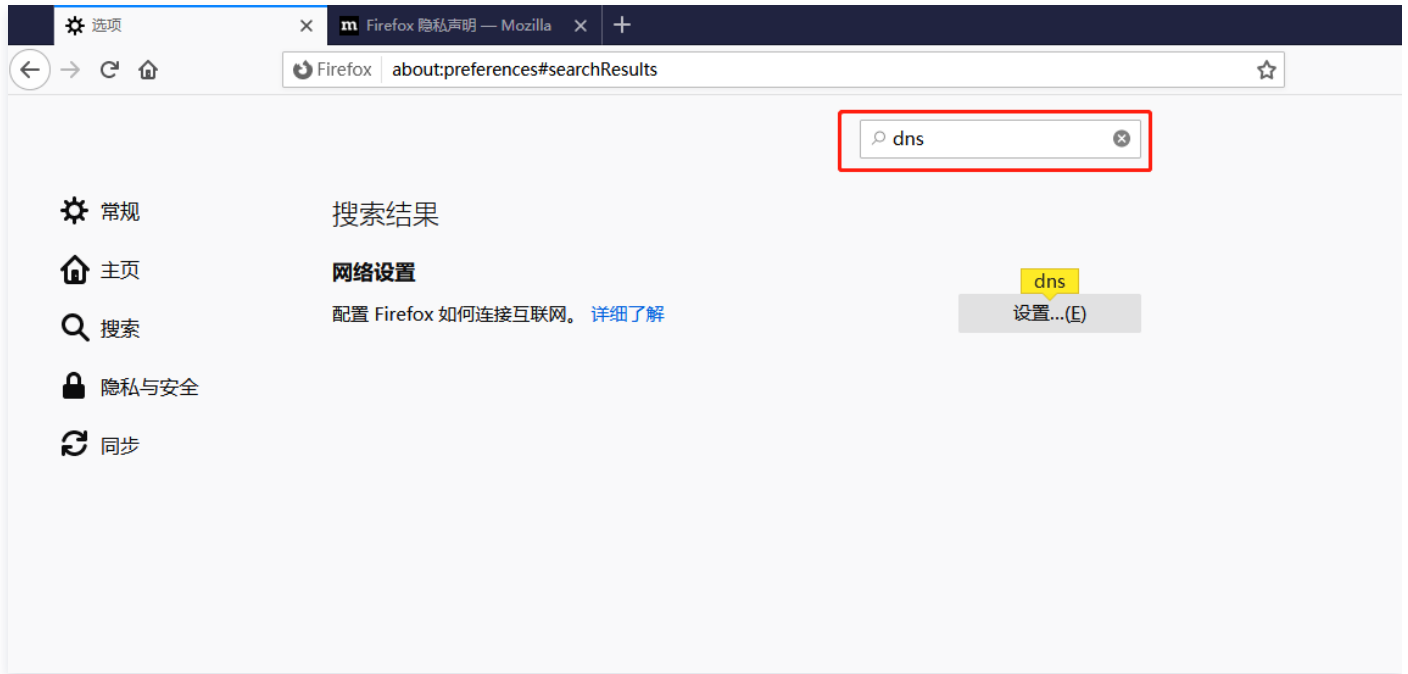 选项
m Firefox 隐私声明 — Mozilla
Firefox about:preferences#searchResults
dns
常规
主页
搜索
隐私与安全
同步
搜索结果
网络设置
配置 Firefox 如何连接互联网。 详细了解
dns
设置...(E)